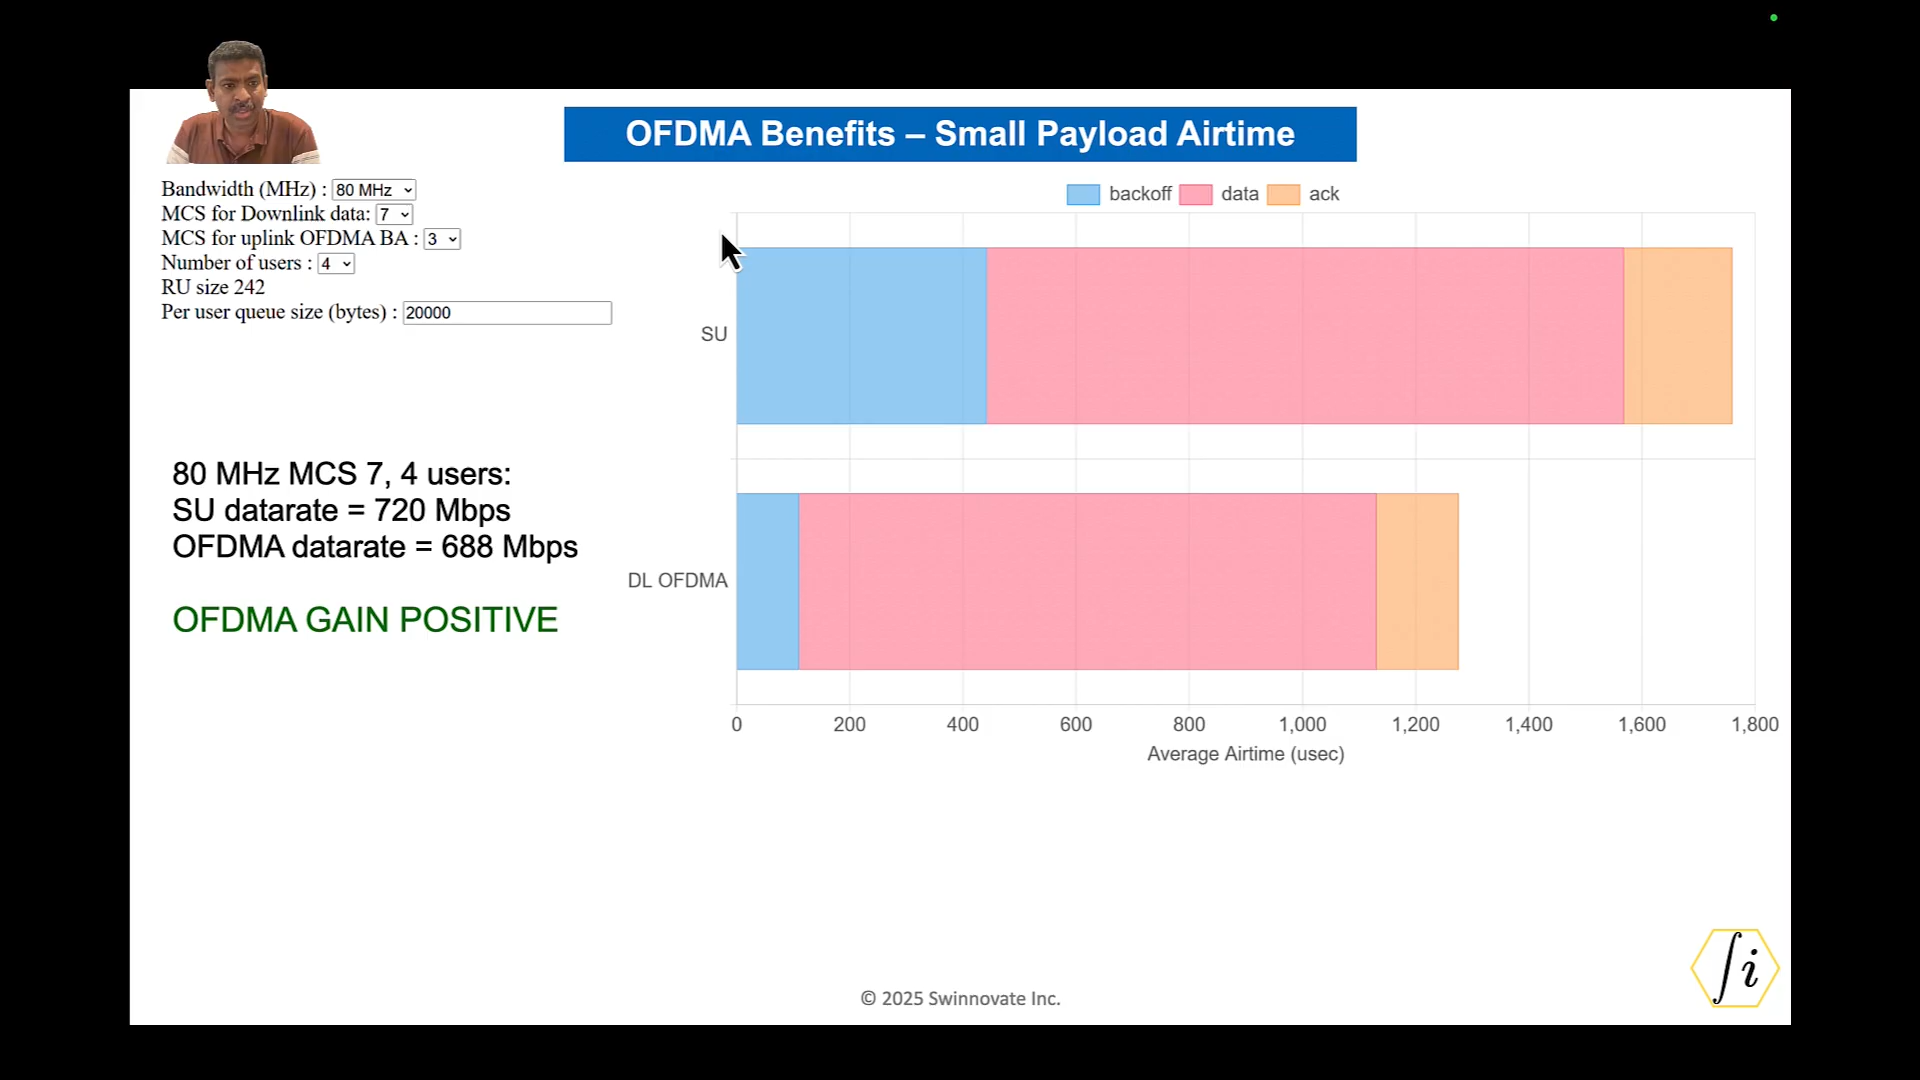 OFDMA Benefits – Small Payload Airtime
Bandwidth (MHz) : 80 MHz
MCS for Downlink data: 7
MCS for uplink OFDMA BA : 3
Number of users : 4
RU size 242
Per user queue size (bytes) : 20000
80 MHz MCS 7, 4 users:
SU datarate = 720 Mbps
OFDMA datarate = 688 Mbps
OFDMA GAIN POSITIVE
backoff data ack
SU
DL OFDMA
0 200 400 600 800 1,000 1,200 1,400 1,600 1,800
Average Airtime (usec)
© 2025 Swinnovate Inc.
∫i